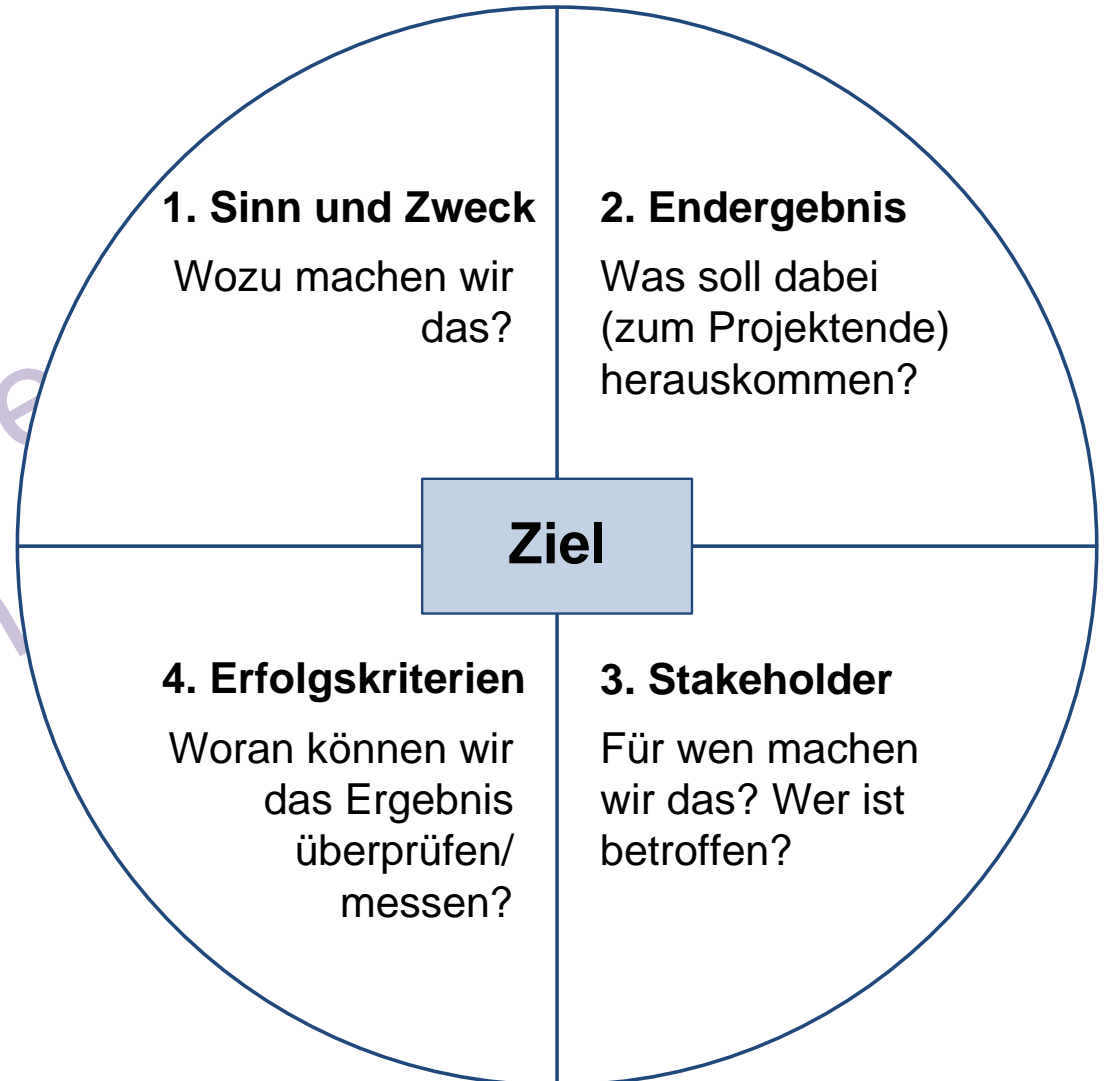 1. Sinn und Zweck
Wozu machen wir
das?
2. Endergebnis
Was soll dabei
(zum Projektende)
herauskommen?
Ziel
4. Erfolgskriterien
Woran können wir
das Ergebnis
überprüfen/
messen?
3. Stakeholder
Für wen machen
wir das? Wer ist
betroffen?